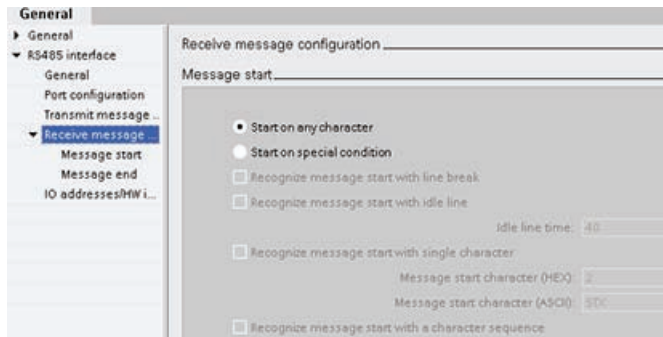 General
General
RS485 interface
General
Port configuration
Transmit message ..
Receive message ...
Message start
Message end
IO addresses/HW i...
Receive message configuration
Message start
Start on any character
Start on special condition
Recognize message start with line break
Recognize message start with idle line
Idle line time: 40
Recognize message start with single character
Message start character (HEX): 2
Message start character (ASCII): STX
Recognize message start with a character sequence